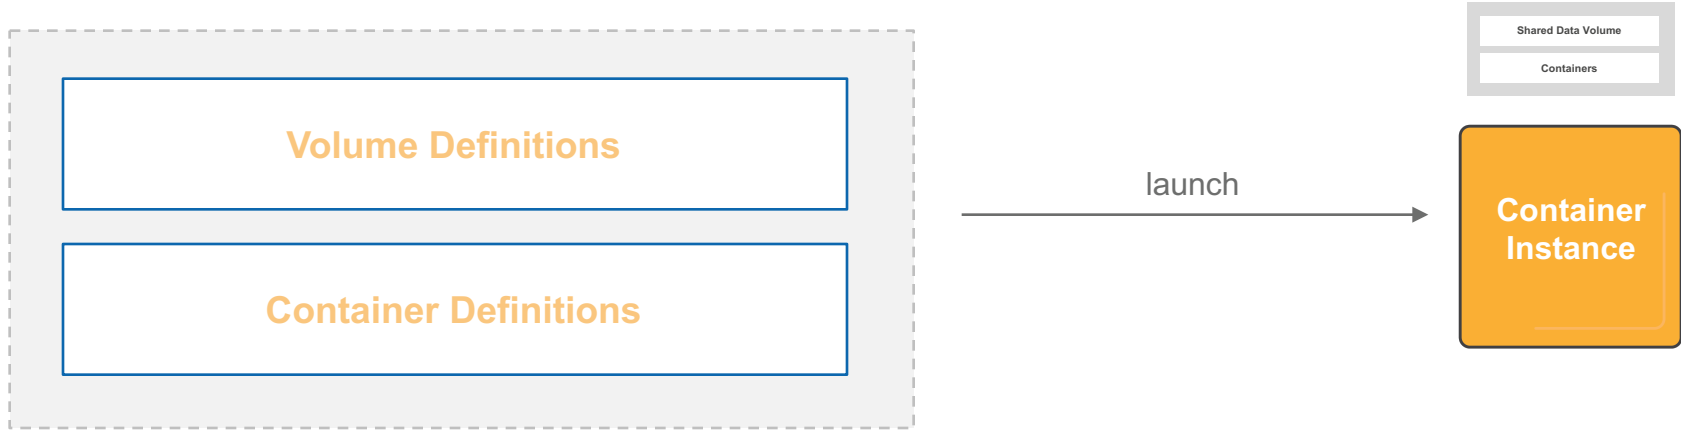 Volume Definitions
Container Definitions
launch
Shared Data Volume
Containers
Container
Instance